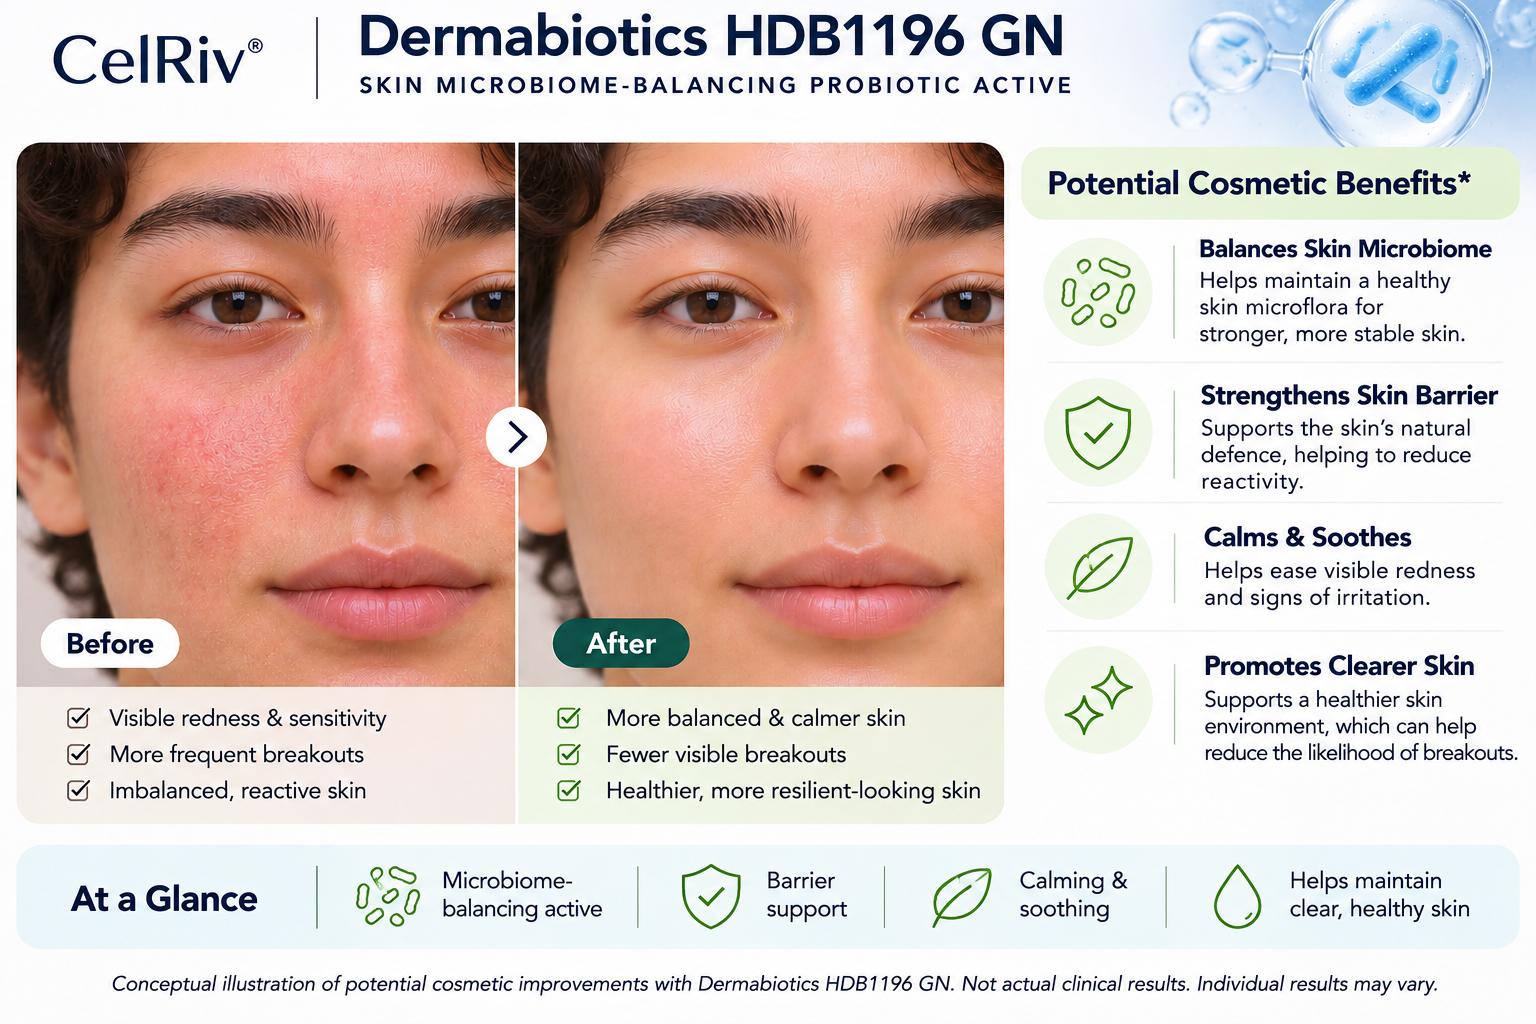 CelRiv®
Dermabiotics HDB1196 GN
SKIN MICROBIOME-BALANCING PROBIOTIC ACTIVE
Before
Visible redness & sensitivity
More frequent breakouts
Imbalanced, reactive skin
After
More balanced & calmer skin
Fewer visible breakouts
Healthier, more resilient-looking skin
Potential Cosmetic Benefits*
Balances Skin Microbiome
Helps maintain a healthy
skin microflora for
stronger, more stable skin.
Strengthens Skin Barrier
Supports the skin's natural
defence, helping to reduce
reactivity.
Calms & Soothes
Helps ease visible redness
and signs of irritation.
Promotes Clearer Skin
Supports a healthier skin
environment, which can help
reduce the likelihood of breakouts.
At a Glance
Microbiome-
balancing active
Barrier
support
Calming &
soothing
Helps maintain
clear, healthy skin
Conceptual illustration of potential cosmetic improvements with Dermabiotics HDB1196 GN. Not actual clinical results. Individual results may vary.